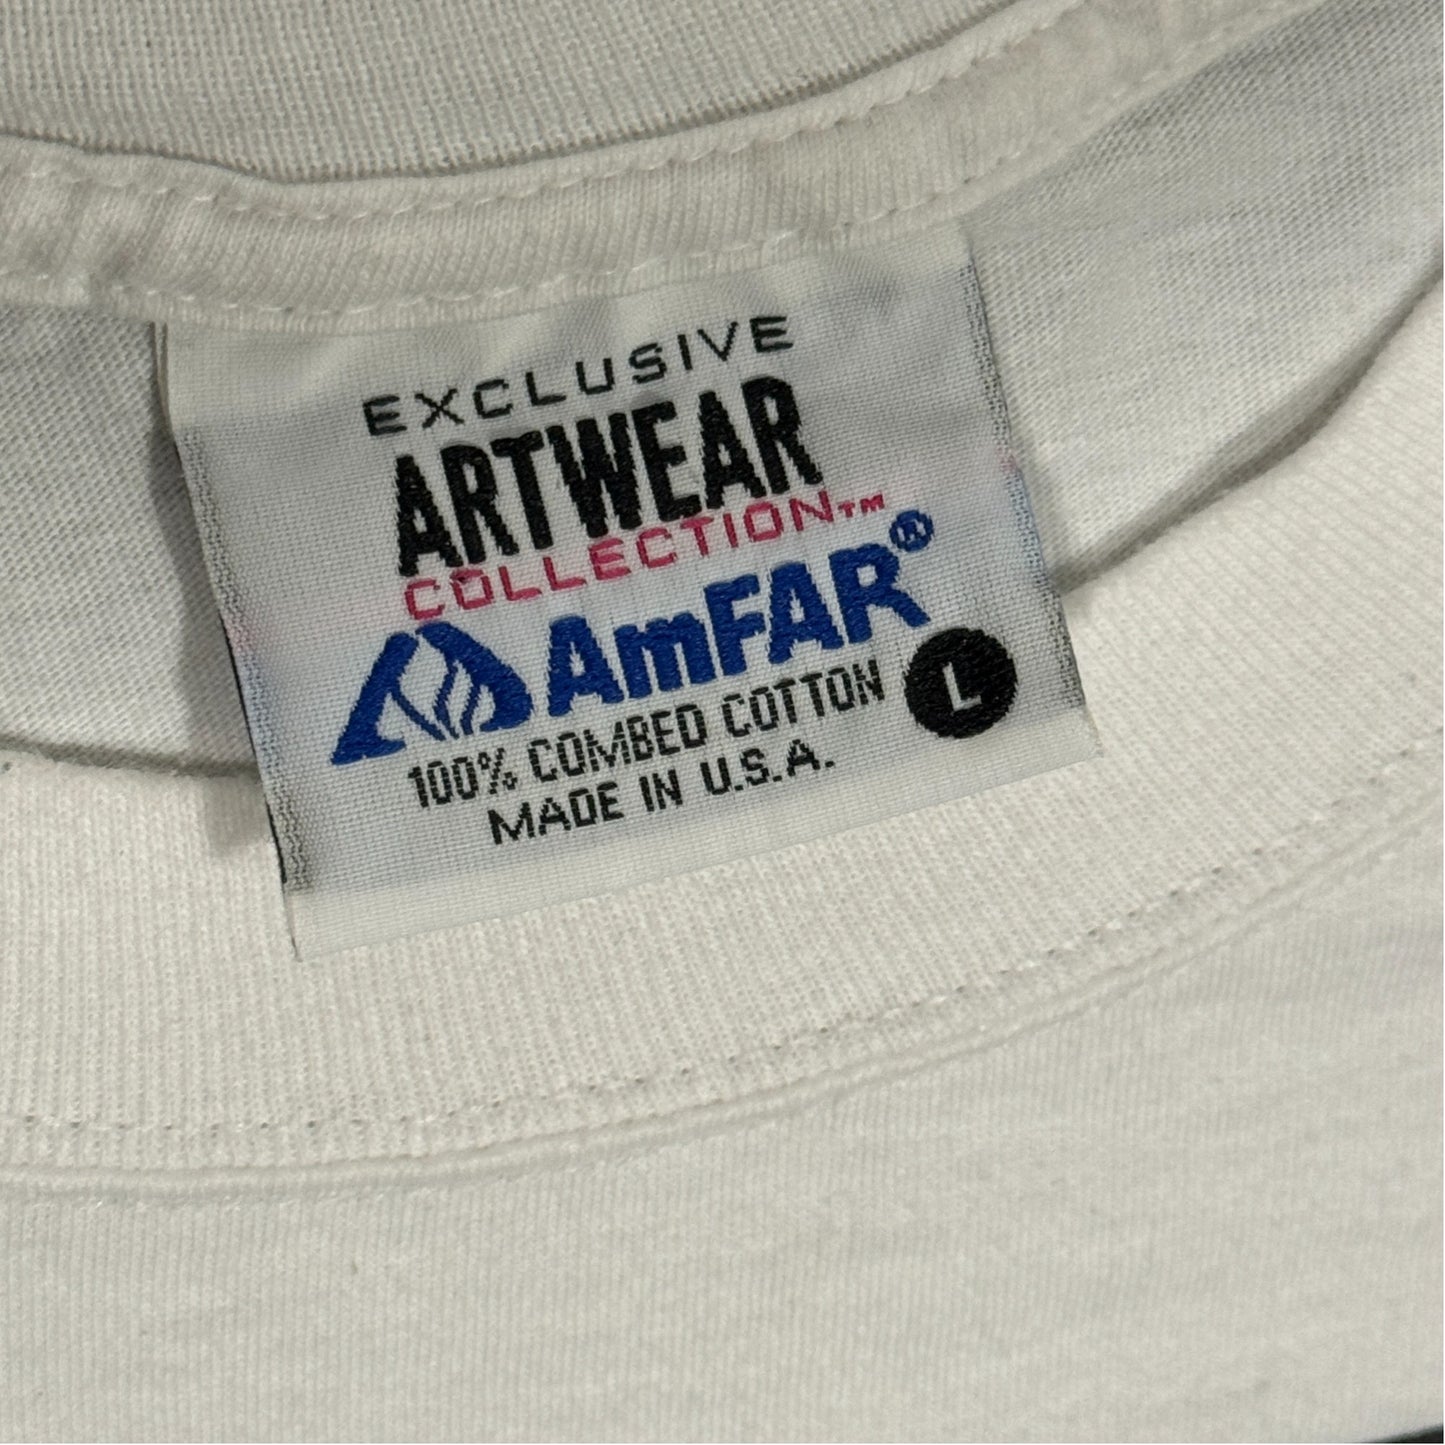 EXCLUSIVE
ARTWEAR
COLLECTION™
AmFAR®
L
100% COMBED COTTON
MADE IN U.S.A.